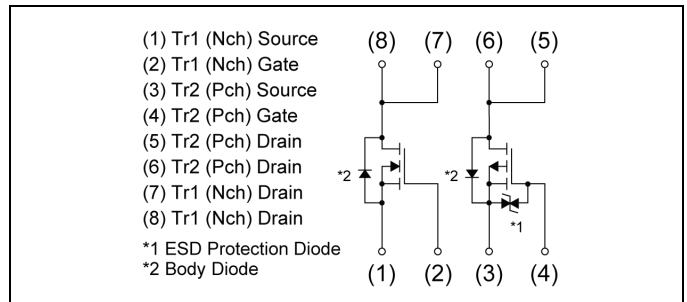 (1) Tr1 (Nch) Source
(2) Tr1 (Nch) Gate
(3) Tr2 (Pch) Source
(4) Tr2 (Pch) Gate
(5) Tr2 (Pch) Drain
(6) Tr2 (Pch) Drain
(7) Tr1 (Nch) Drain
(8) Tr1 (Nch) Drain
*1 ESD Protection Diode
*2 Body Diode
(8) (7) (6) (5)
*2 *2
*1
(1) (2) (3) (4)